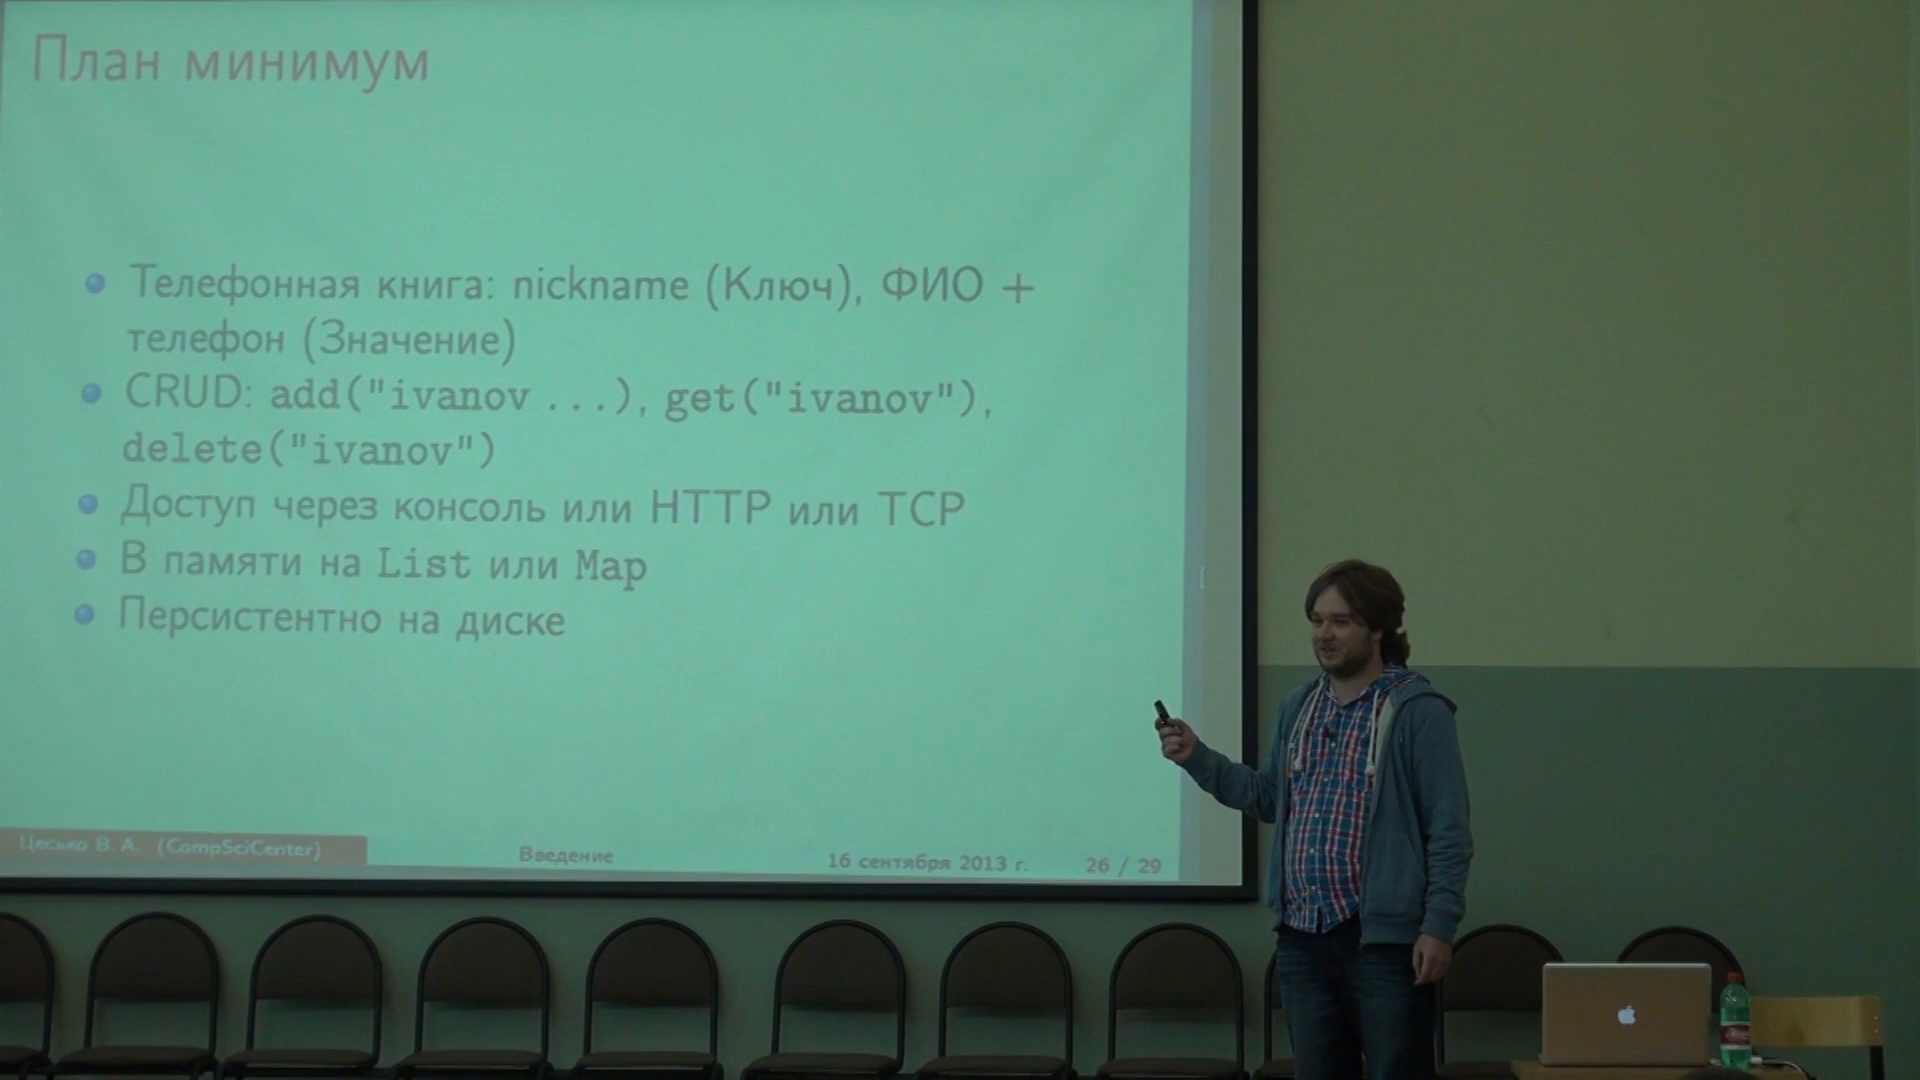 План минимум
Телефонная книга: nickname (Ключ), ФИО +
телефон (Значение)
CRUD: add("ivanov ...), get("ivanov"),
delete("ivanov")
Доступ через консоль или HTTP или TCP
В памяти на List или Map
Персистентно на диске
Цесько В. А. (CompSciCenter)
Введение
16 сентября 2013 г.
26 / 29